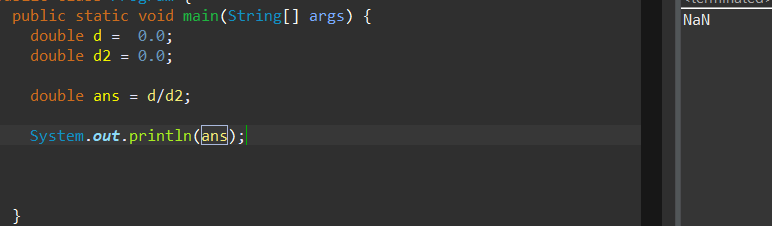 public static void main(String[] args) {
double d =  0.0;
double d2 = 0.0;
double ans = d/d2;
System.out.println(ans);
}
NaN